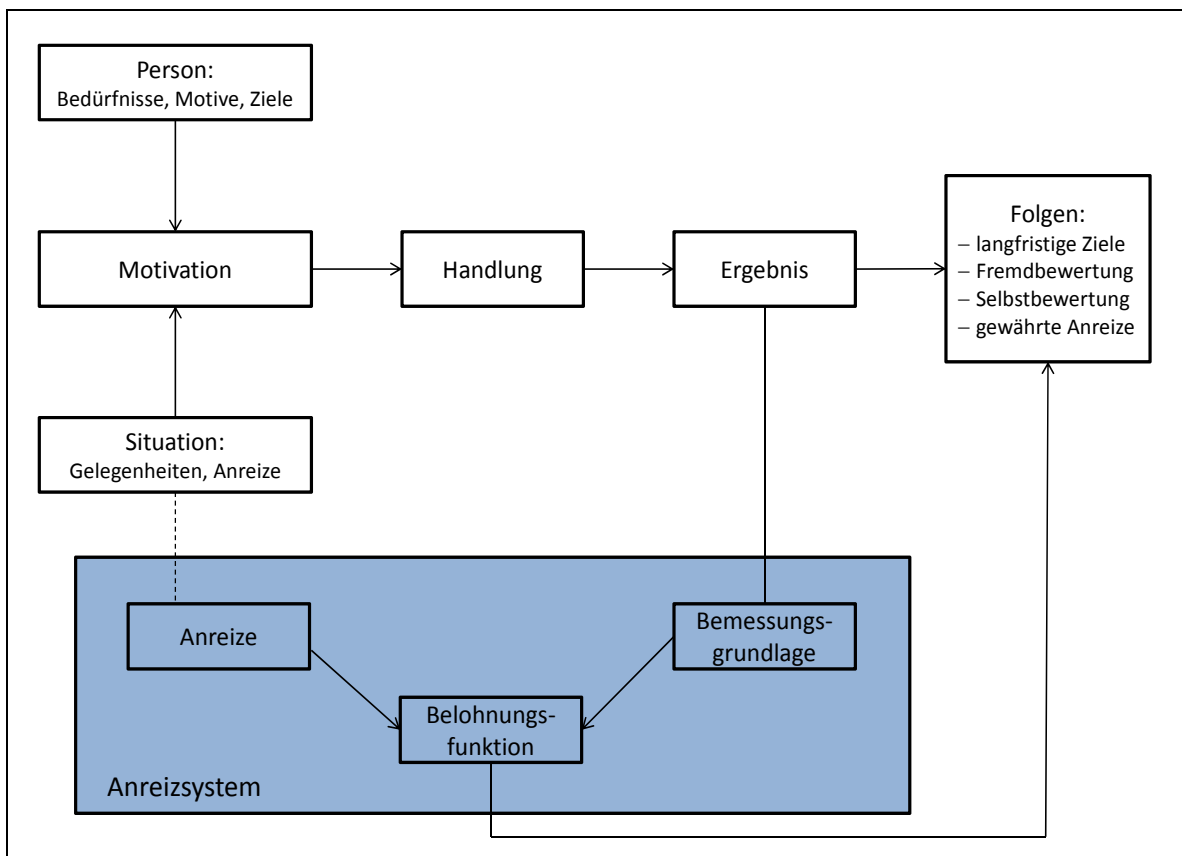 Person:
Bedürfnisse, Motive, Ziele
Motivation
Handlung
Ergebnis
Folgen:
– langfristige Ziele
– Fremdbewertung
– Selbstbewertung
– gewährte Anreize
Situation:
Gelegenheiten, Anreize
Anreize
Bemessungs-
grundlage
Belohnungs-
funktion
Anreizsystem